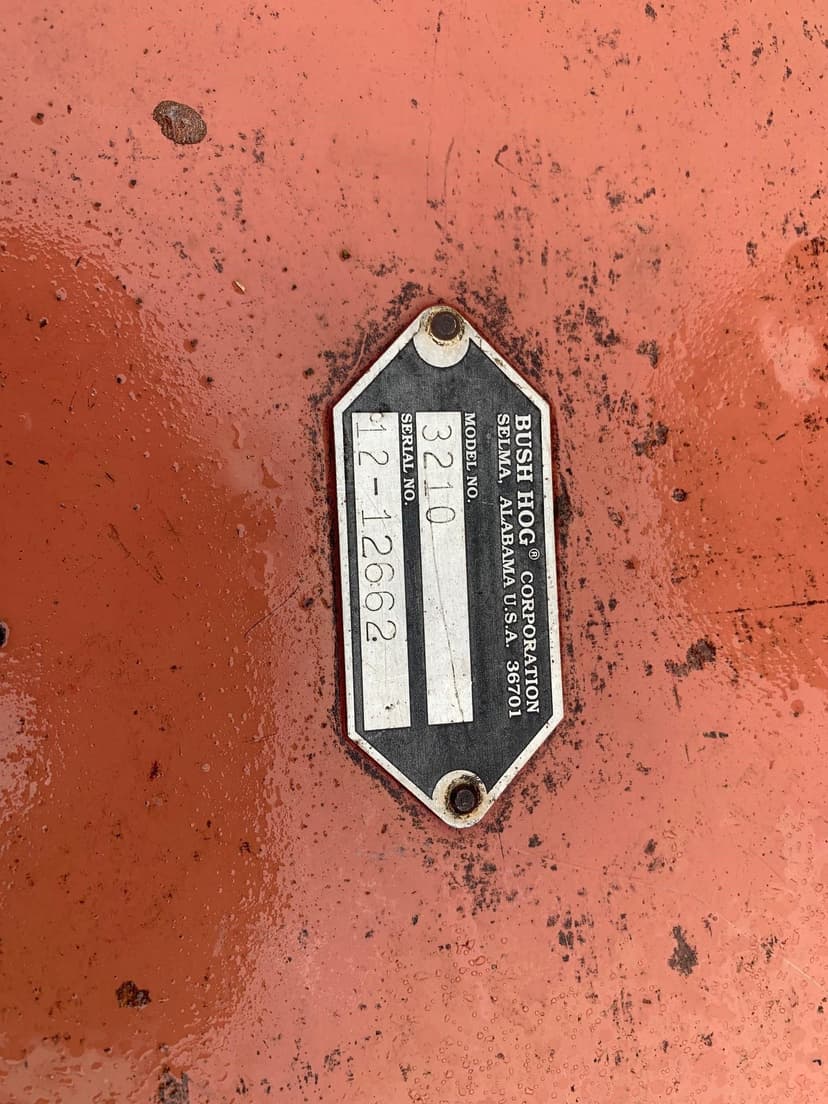 BUSH HOG® CORPORATION
SELMA, ALABAMA U.S.A. 36701
MODEL NO.
3210
SERIAL NO.
12-12662